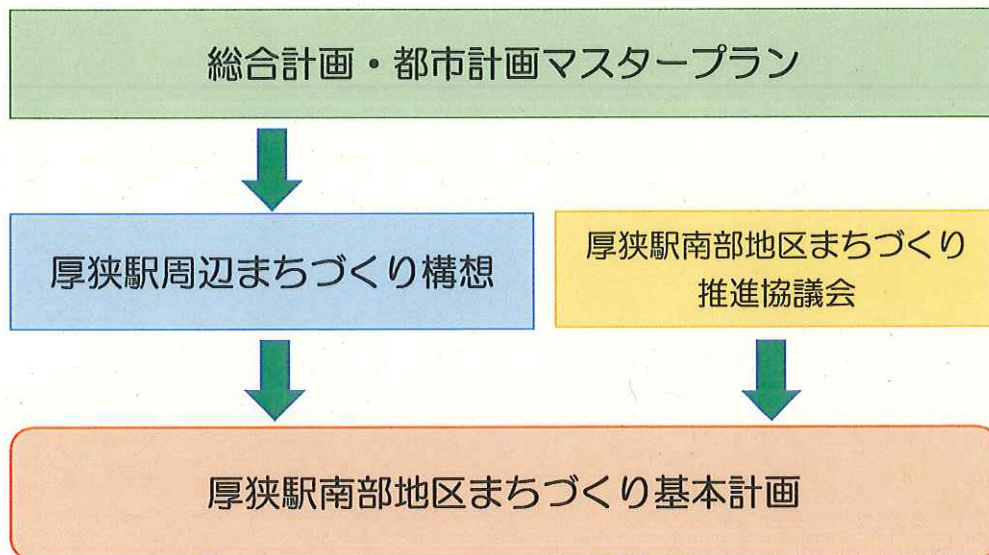 総合計画・都市計画マスタープラン
厚狭駅周辺まちづくり構想
厚狭駅南部地区まちづくり
推進協議会
厚狭駅南部地区まちづくり基本計画